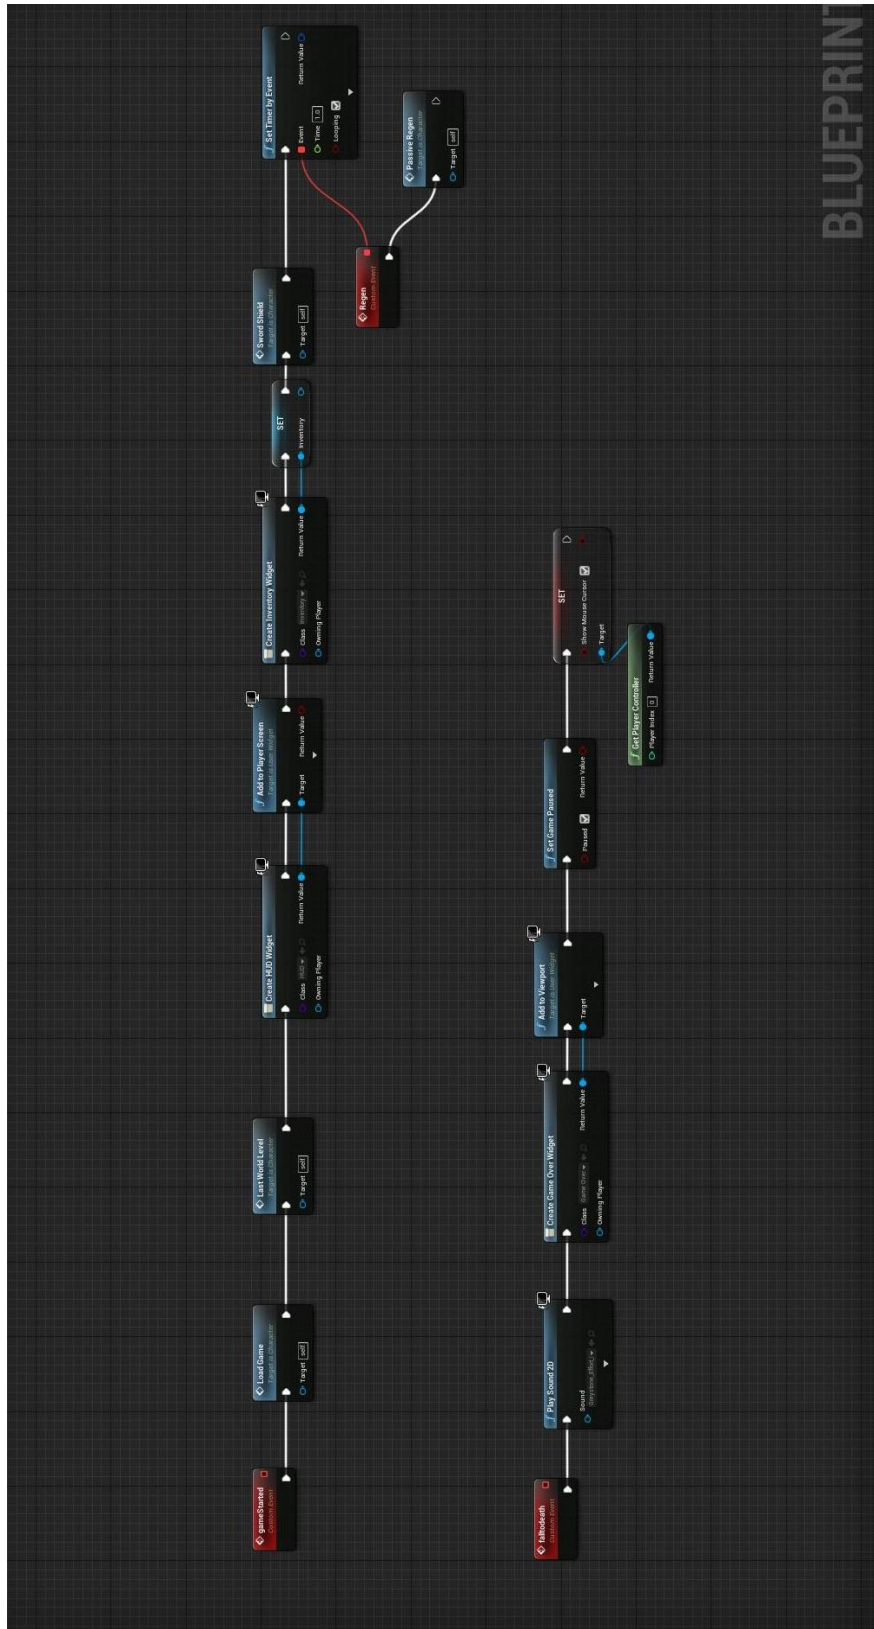 gameStarted
Custom Event
Load Game
Target is Character
Target self
Last World Level
Target is Character
Target self
Create HUD Widget
Class HUD Return Value
Owning Player
Add to Player Screen
Target is User Widget
Target Return Value
Create Inventory Widget
Class Inventory Return Value
Owning Player
SET
Inventory
Sword Shield
Target is Character
Target self
Set Timer by Event
Event Return Value
Time 1.0
Looping
Regen
Custom Event
Passive Regen
Target is Character
Target self
falltodeath
Custom Event
Play Sound 2D
Sound
Create Game Over Widget
Class Game Over Return Value
Owning Player
Add to Viewport
Target is User Widget
Target
Set Game Paused
Paused Return Value
SET
Show Mouse Cursor
Target
Get Player Controller
Player Index 0 Return Value
BLUEPRINT